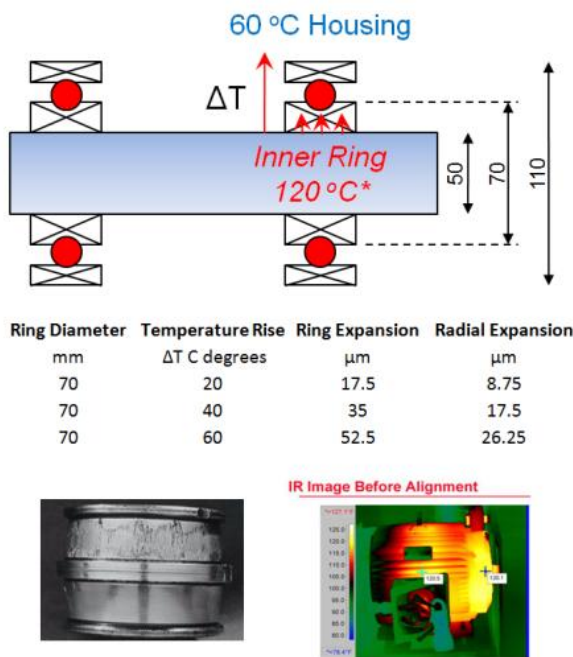 60 °C Housing
ΔT
Inner Ring
120 °C*
50
70
110
Ring Diameter Temperature Rise Ring Expansion Radial Expansion
mm ΔT C degrees µm µm
70 20 17.5 8.75
70 40 35 17.5
70 60 52.5 26.25
IR Image Before Alignment
125.0
120.0
115.0
110.0
105.0
100.0
95.0
90.0
85.0
80.0